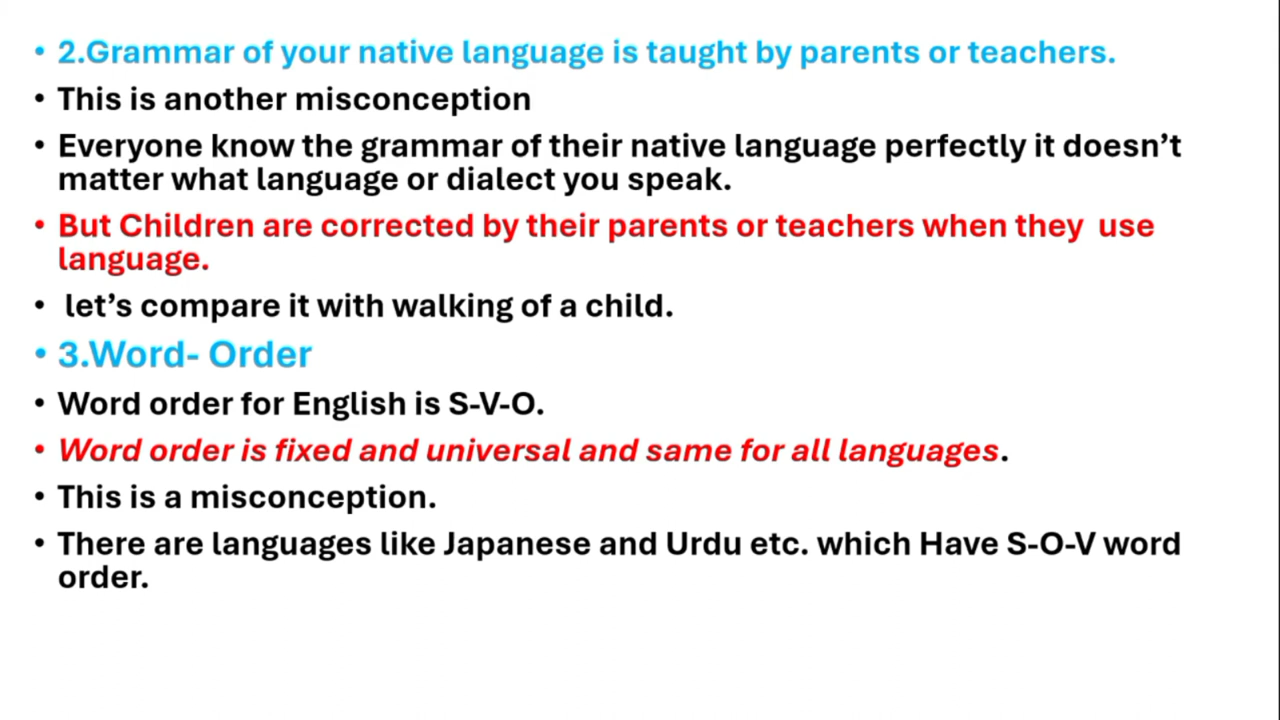 • 2.Grammar of your native language is taught by parents or teachers.
• This is another misconception
• Everyone know the grammar of their native language perfectly it doesn’t
matter what language or dialect you speak.
• But Children are corrected by their parents or teachers when they  use
language.
•  let’s compare it with walking of a child.
• 3.Word- Order
• Word order for English is S-V-O.
• Word order is fixed and universal and same for all languages.
• This is a misconception.
• There are languages like Japanese and Urdu etc. which Have S-O-V word
order.